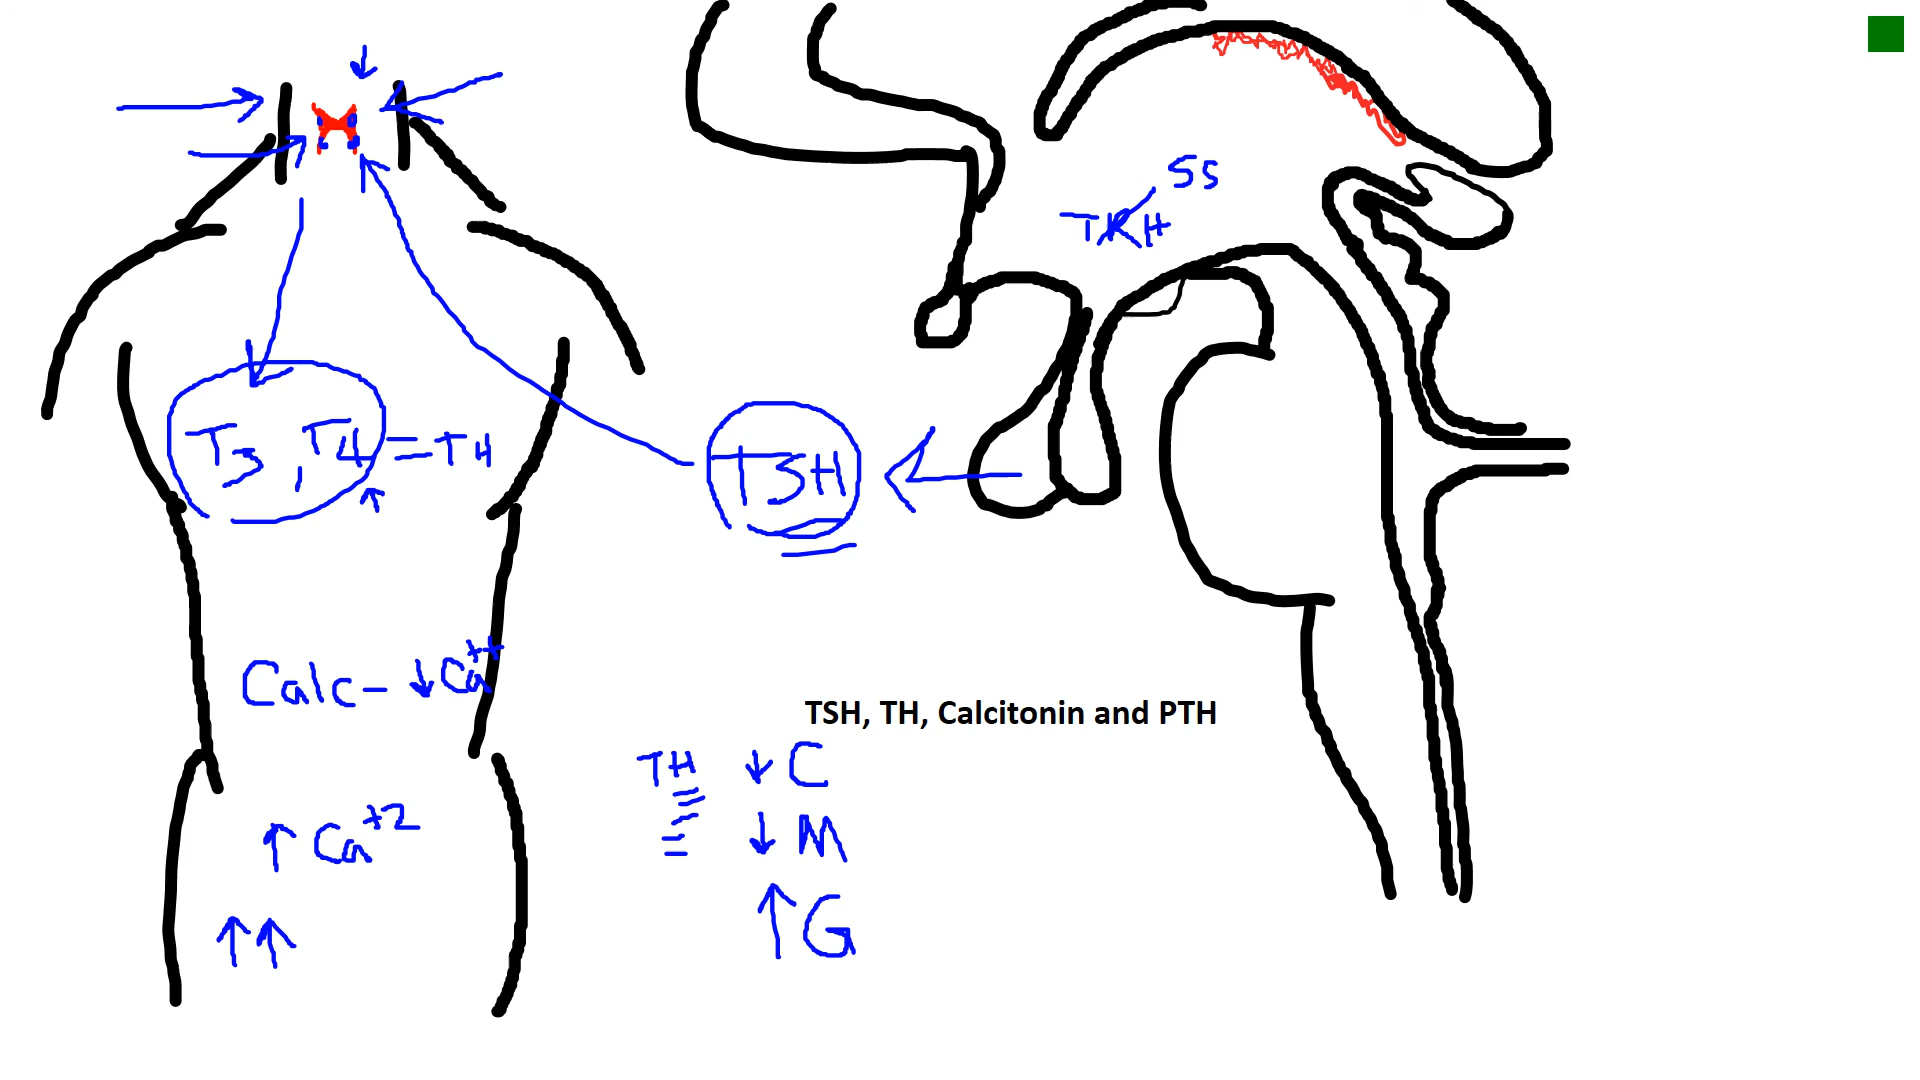 SS
TRH
T3, T4 = TH
TSH
Calc- ↓Ca++
TSH, TH, Calcitonin and PTH
TH ↓ C
↓ M
↑ Ca+2
↑ G
↑↑